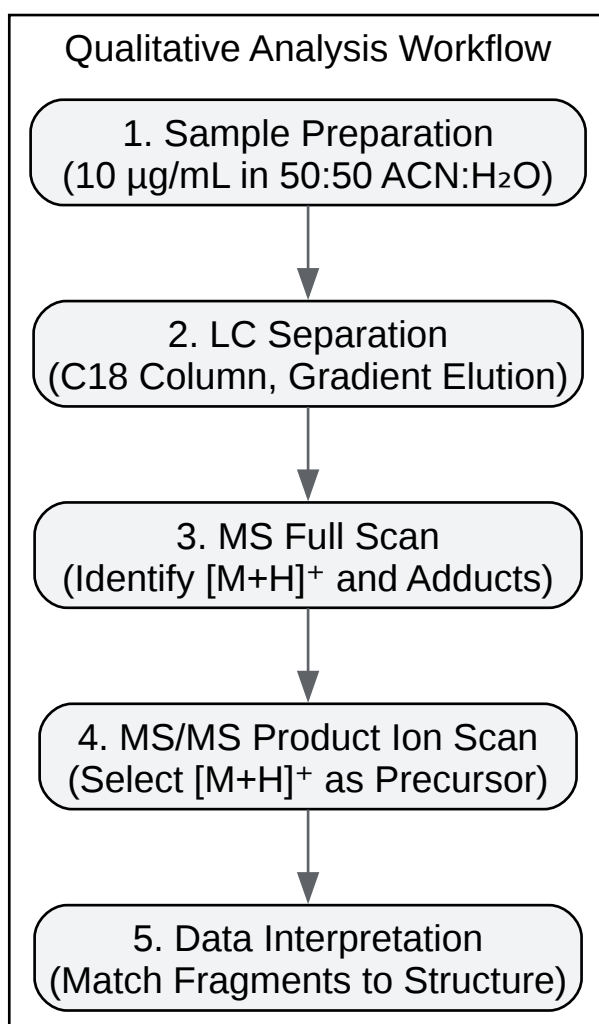 Qualitative Analysis Workflow
1. Sample Preparation
(10 µg/mL in 50:50 ACN:H₂O)
2. LC Separation
(C18 Column, Gradient Elution)
3. MS Full Scan
(Identify [M+H]⁺ and Adducts)
4. MS/MS Product Ion Scan
(Select [M+H]⁺ as Precursor)
5. Data Interpretation
(Match Fragments to Structure)